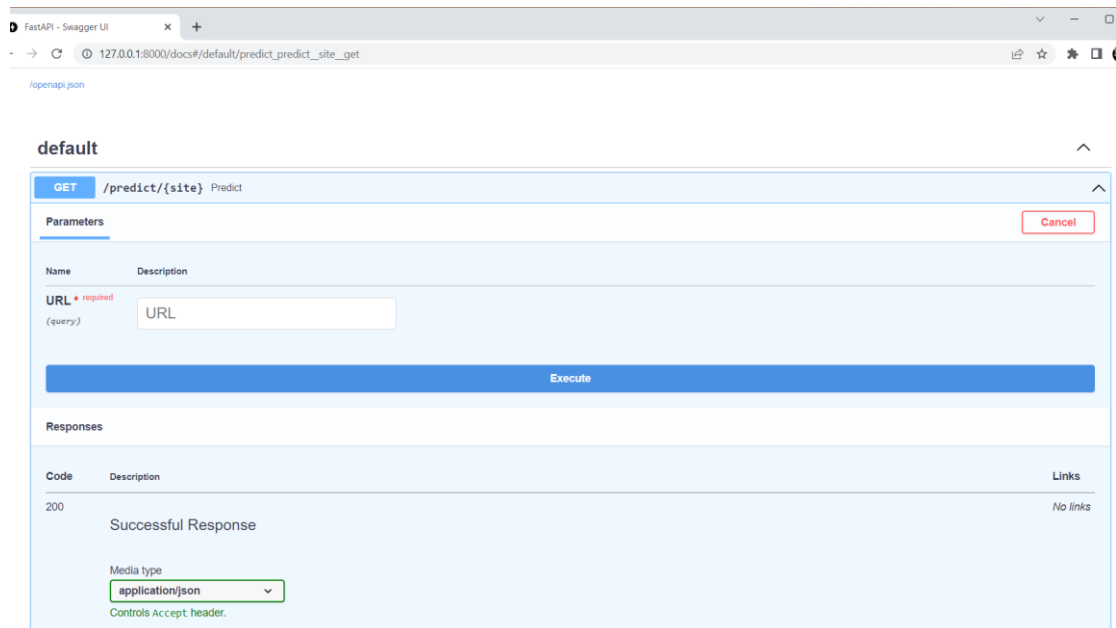 FastAPI - Swagger UI
127.0.0.1:8000/docs#/default/predict_predict__site__get
/openapi.json
default
GET /predict/{site} Predict
Parameters Cancel
Name Description
URL * required
(query)
URL
Execute
Responses
Code Description Links
200 No links
Successful Response
Media type
application/json
Controls Accept header.